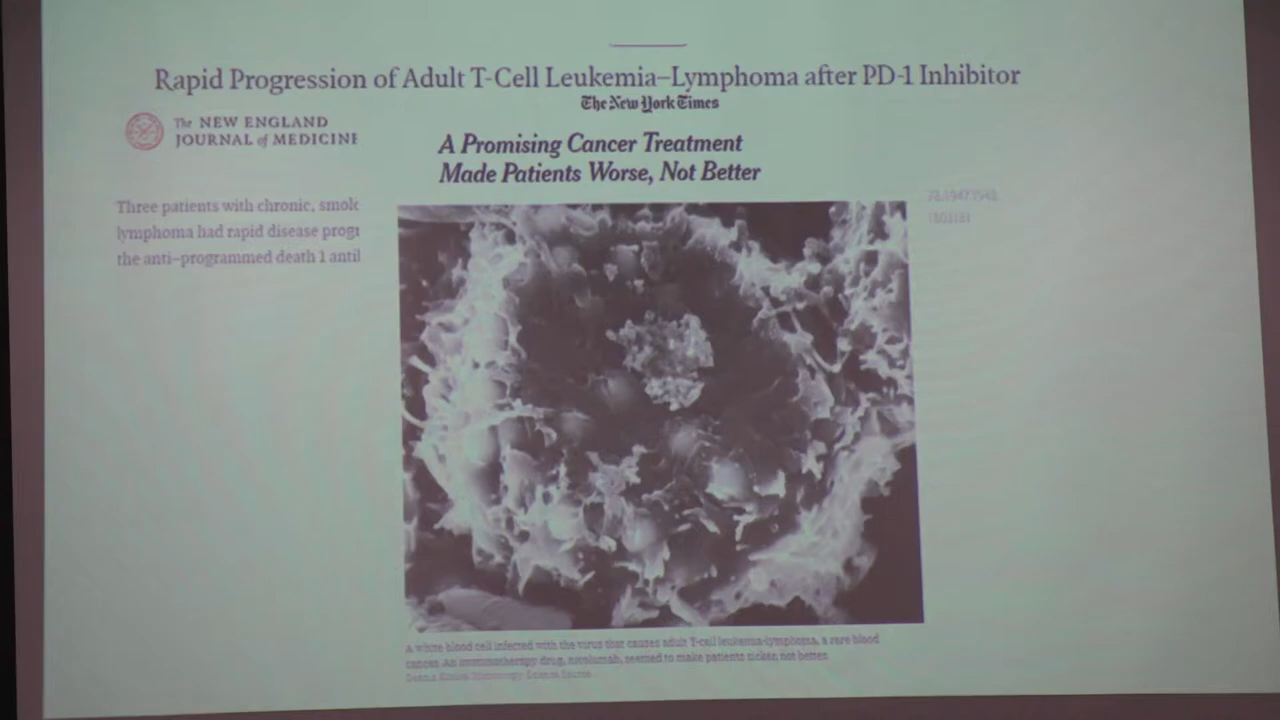 Rapid Progression of Adult T-Cell Leukemia–Lymphoma after PD-1 Inhibitor
The New York Times
The NEW ENGLAND
JOURNAL of MEDICINE
A Promising Cancer Treatment
Made Patients Worse, Not Better
Three patients with chronic, smolc
lymphoma had rapid disease progr
the anti–programmed death 1 antil
1803181
A white blood cell infected with the virus that causes adult T-cell leukemia-lymphoma, a rare blood
cancer. An immunotherapy drug, nivolumab, seemed to make patients sicker, not better.